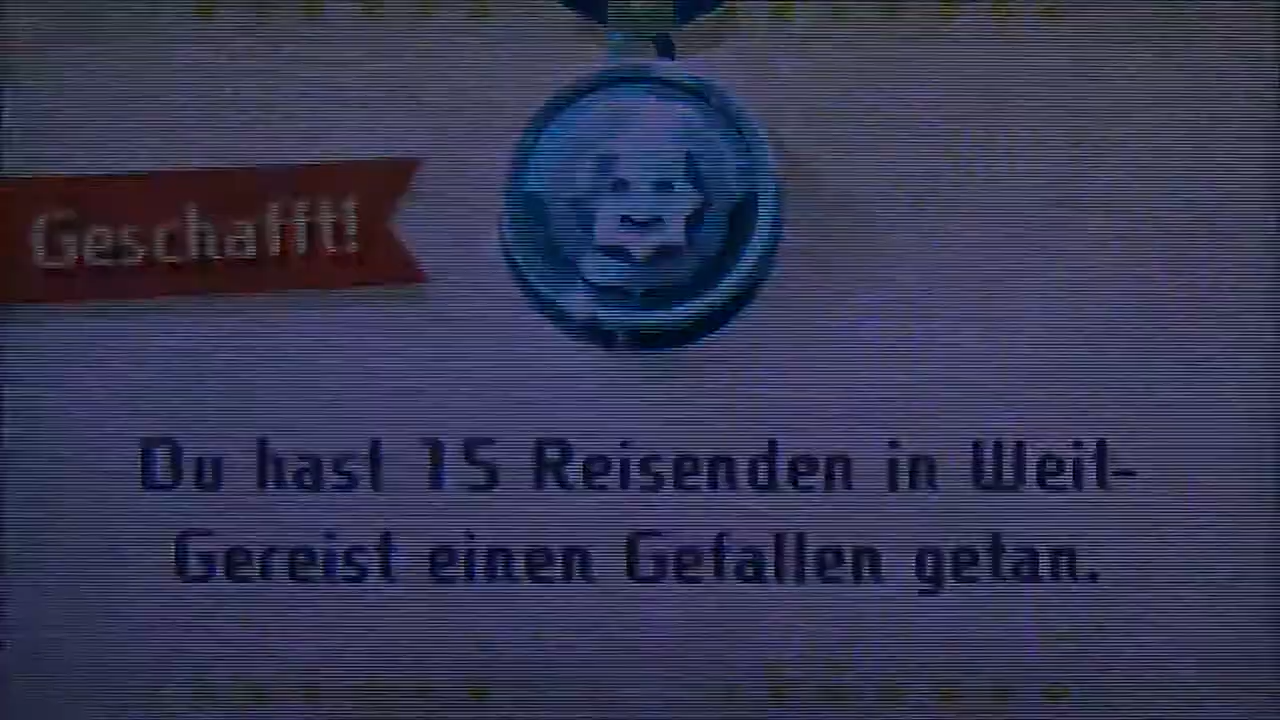 Geschafft!
Du hast 15 Reisenden in Weil-
Gereist einen Gefallen getan.